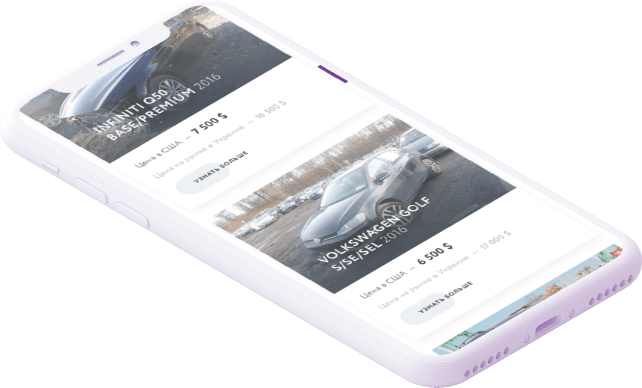 INFINITI Q50
BASE/PREMIUM 2016
Цена в США — 7 500 $
Цена на рынке в Украине — 16 500 $
УЗНАТЬ БОЛЬШЕ
VOLKSWAGEN GOLF
S/SE/SEL 2016
Цена в США — 6 500 $
Цена на рынке в Украине — 17 000 $
УЗНАТЬ БОЛЬШЕ